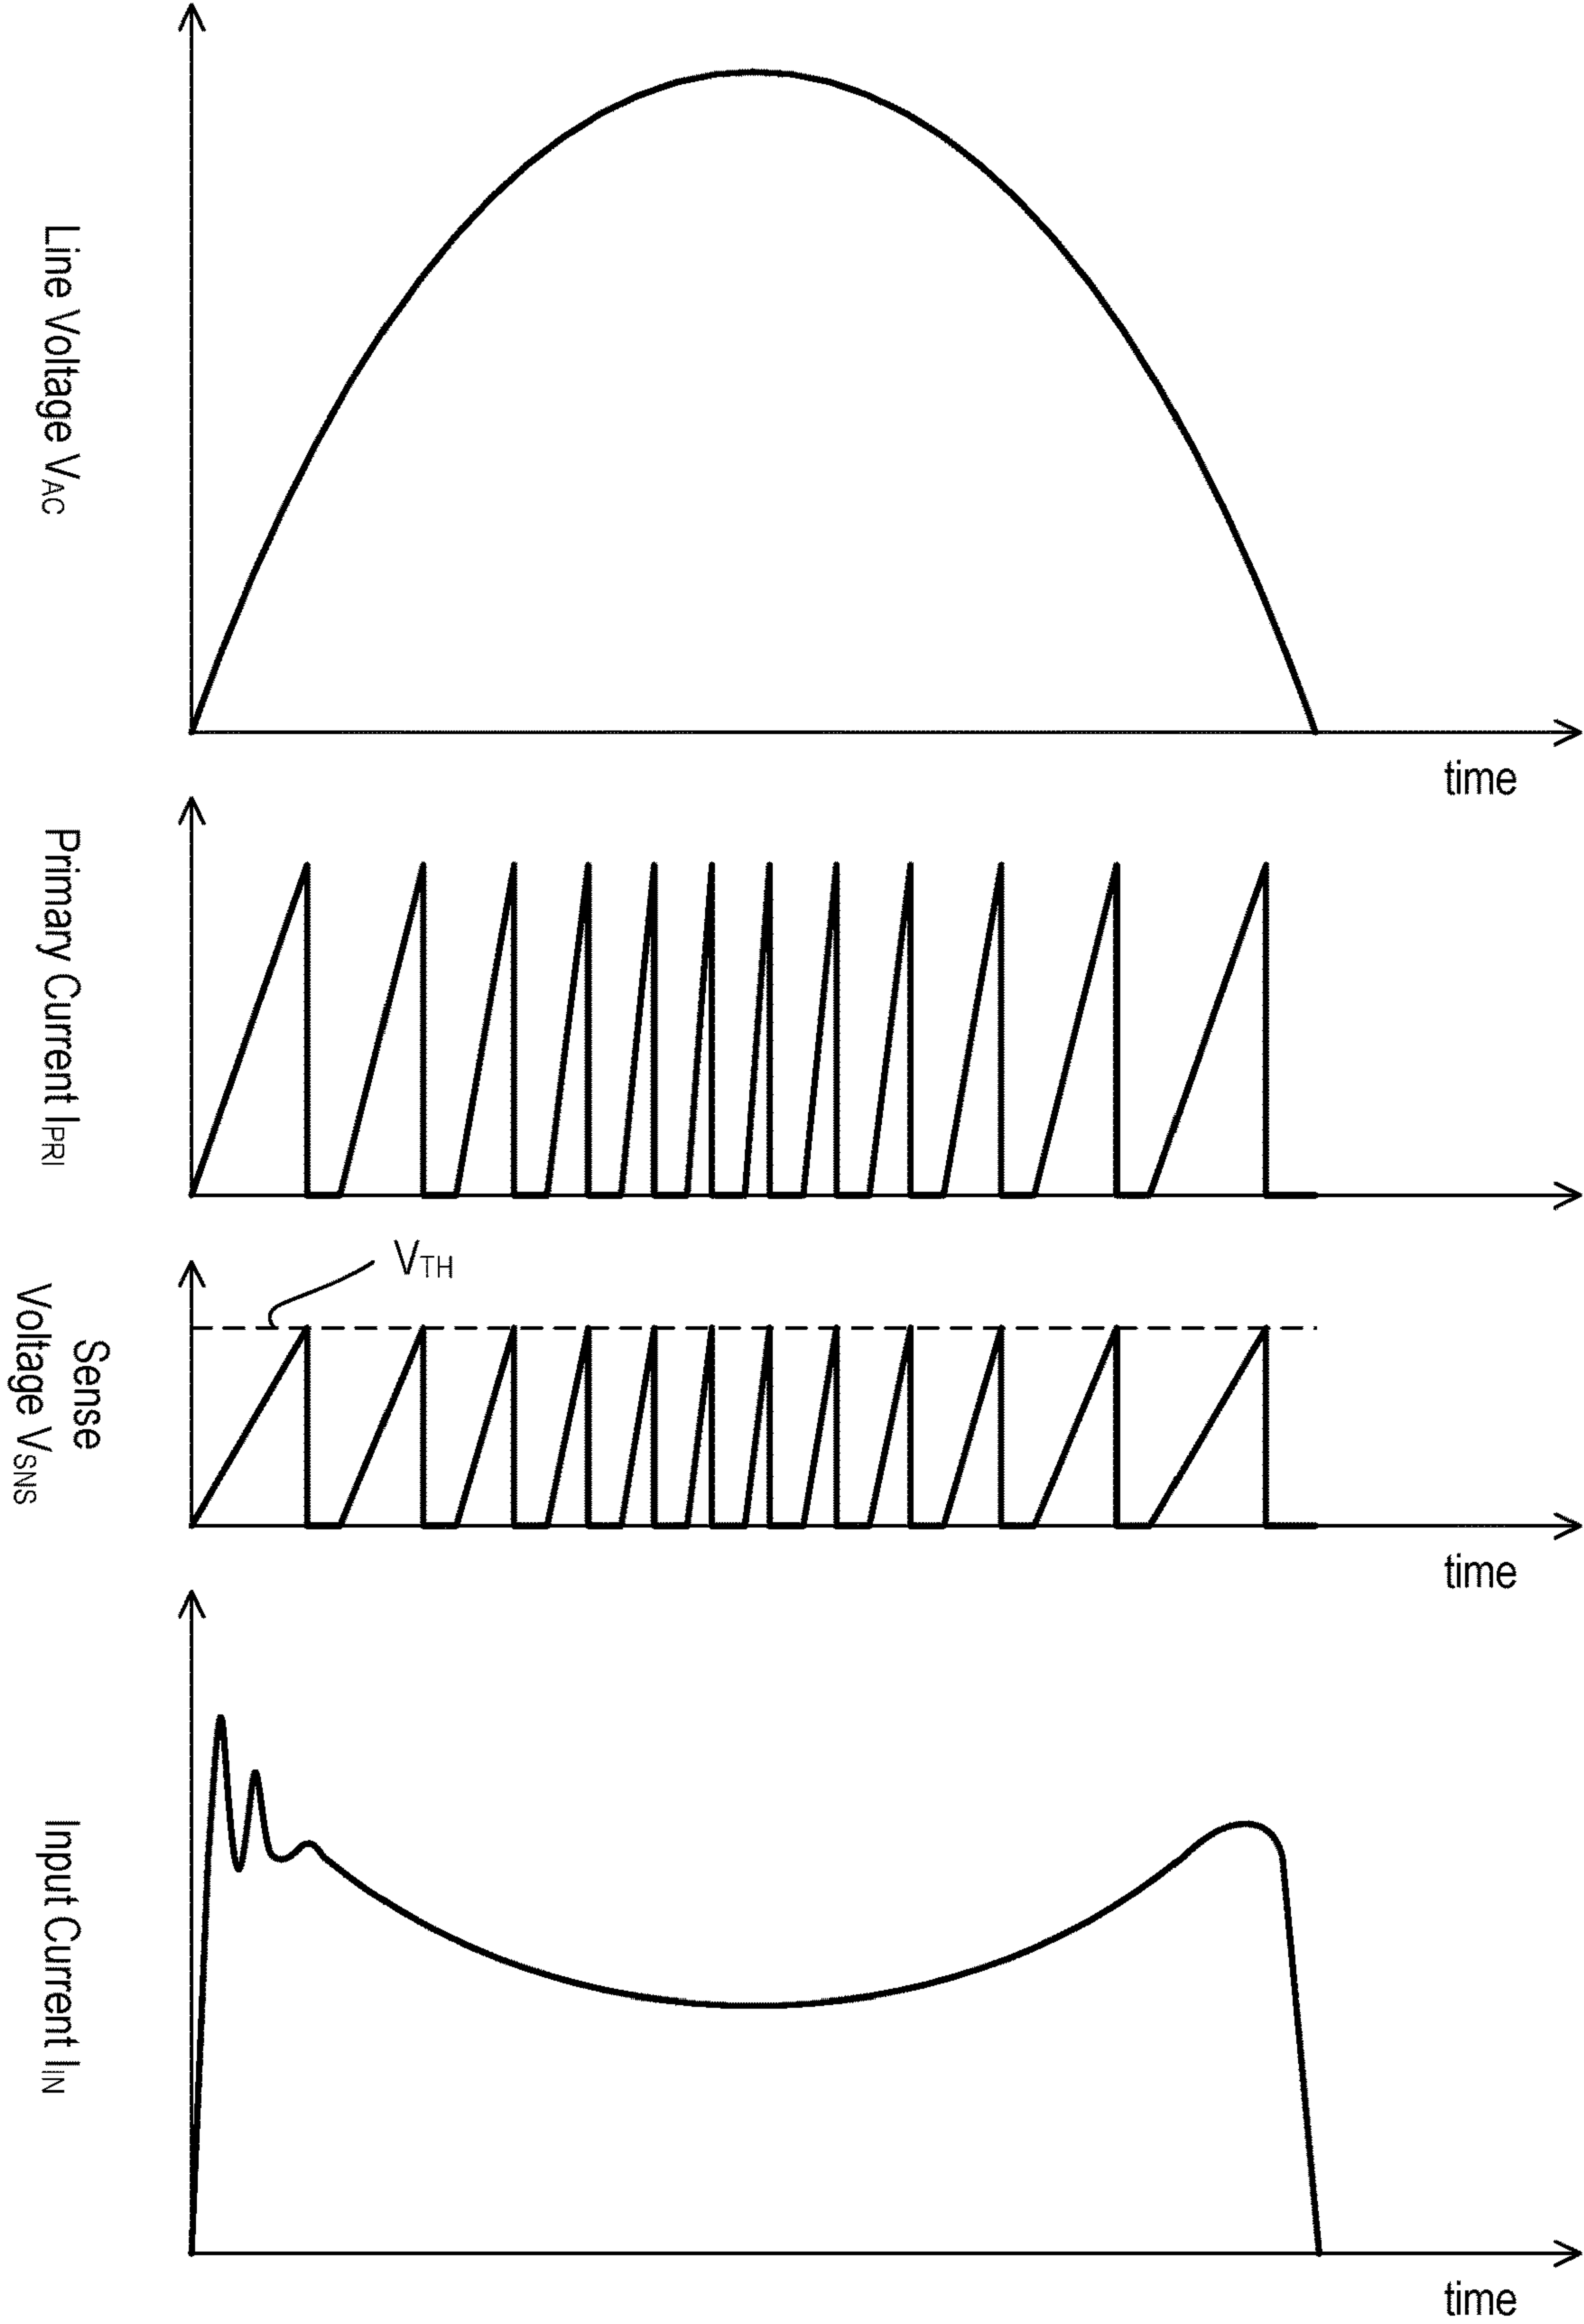 Line Voltage VAC
time
Primary Current IPRI
VTH
Sense
Voltage VSNS
time
Input Current IIN
time